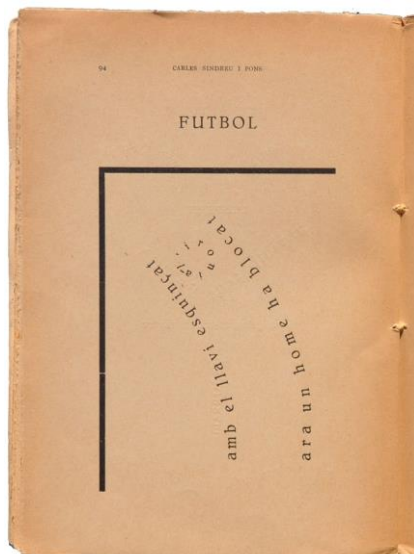 94 CARLES SINDREU I PONS
FUTBOL
ara un home ha blocat
amb el llavi esquinçat